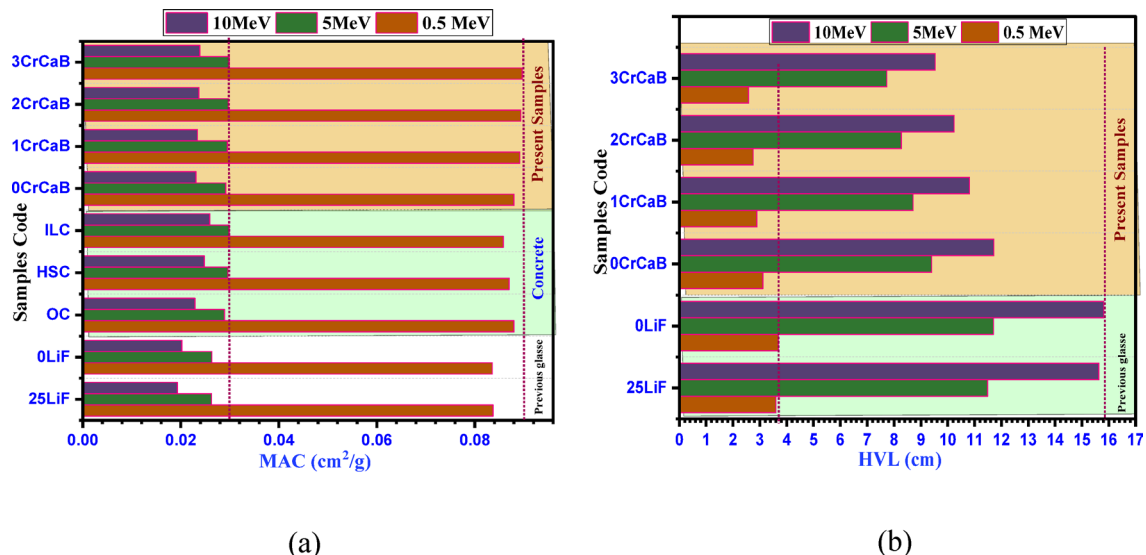 (a)
10MeV 5MeV 0.5 MeV
Samples Code
3CrCaB
2CrCaB
1CrCaB
0CrCaB
ILC
HSC
OC
0LiF
25LiF
Present Samples
Concrete
Previous glasse
0.00 0.02 0.04 0.06 0.08
MAC (cm²/g)
(a)
b)
10MeV 5MeV 0.5 MeV
Samples Code
3CrCaB
2CrCaB
1CrCaB
0CrCaB
0LiF
25LiF
Present Samples
Previous glasse
0 1 2 3 4 5 6 7 8 9 10 11 12 13 14 15 16 17
HVL (cm)
(b)